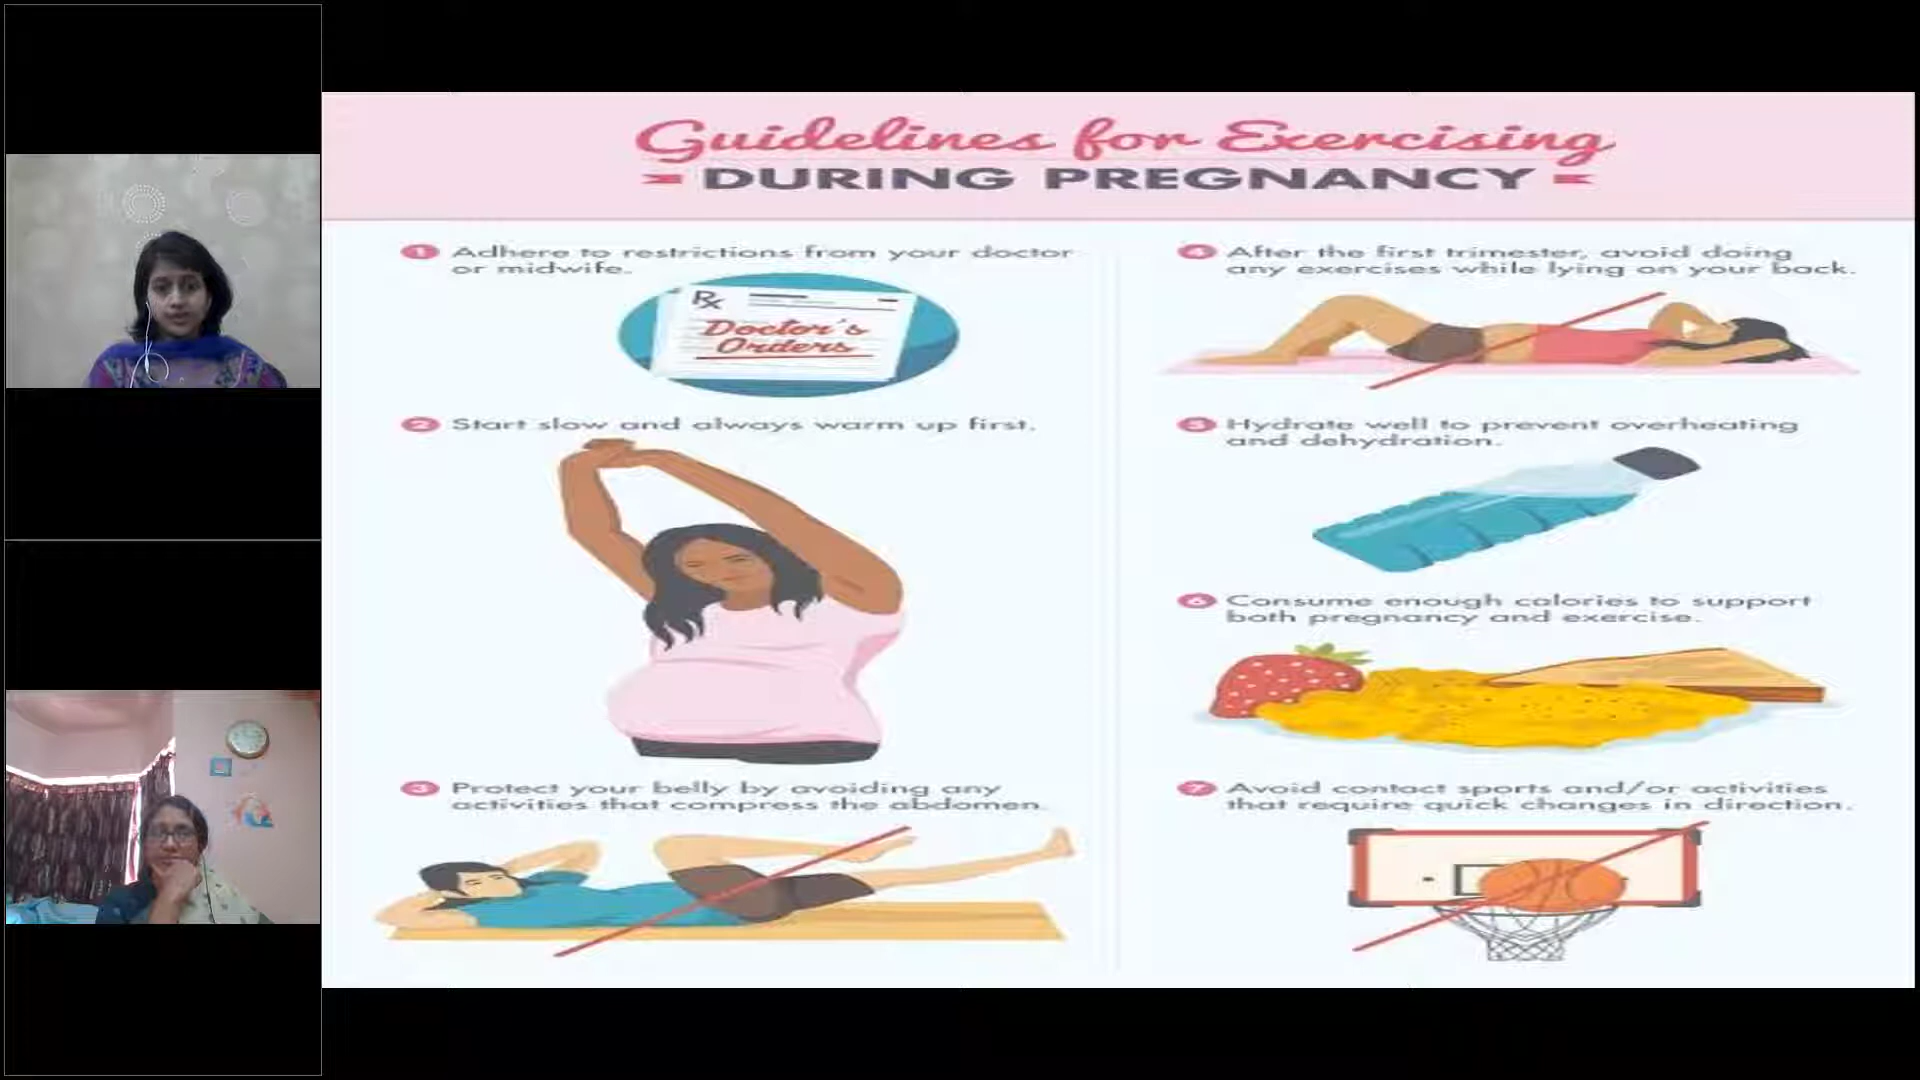 Guidelines for Exercising
DURING PREGNANCY
1 Adhere to restrictions from your doctor
or midwife.
Rx
Doctor's
Orders
2 Start slow and always warm up first.
3 Protect your belly by avoiding any
activities that compress the abdomen.
4 After the first trimester, avoid doing
any exercises while lying on your back.
5 Hydrate well to prevent overheating
and dehydration.
6 Consume enough calories to support
both pregnancy and exercise.
7 Avoid contact sports and/or activities
that require quick changes in direction.